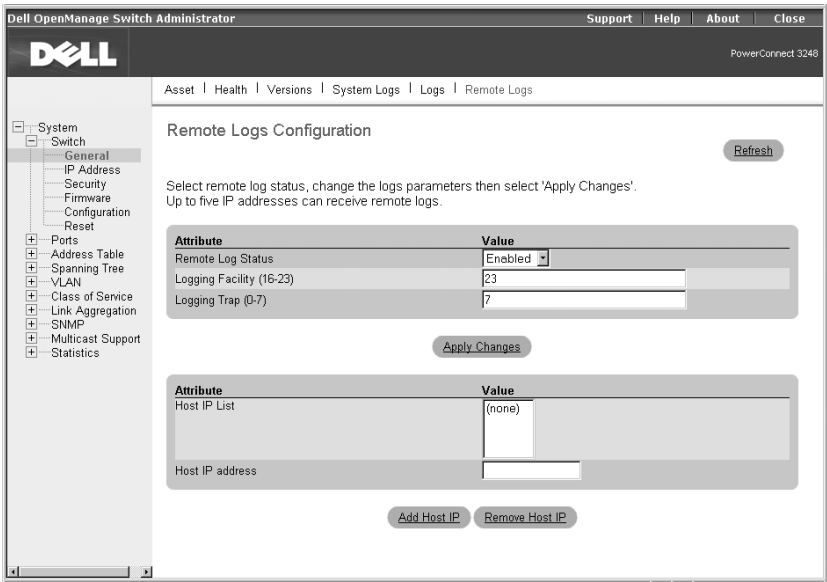 Dell OpenManage Switch Administrator
Support | Help | About | Close
DELL
PowerConnect 3248
Asset | Health | Versions | System Logs | Logs | Remote Logs
System
Switch
General
IP Address
Security
Firmware
Configuration
Reset
Ports
Address Table
Spanning Tree
VLAN
Class of Service
Link Aggregation
SNMP
Multicast Support
Statistics
Remote Logs Configuration
Refresh
Select remote log status, change the logs parameters then select 'Apply Changes'.
Up to five IP addresses can receive remote logs.
Attribute Value
Remote Log Status Enabled
Logging Facility (16-23) 23
Logging Trap (0-7) 7
Apply Changes
Attribute Value
Host IP List (none)
Host IP address
Add Host IP Remove Host IP